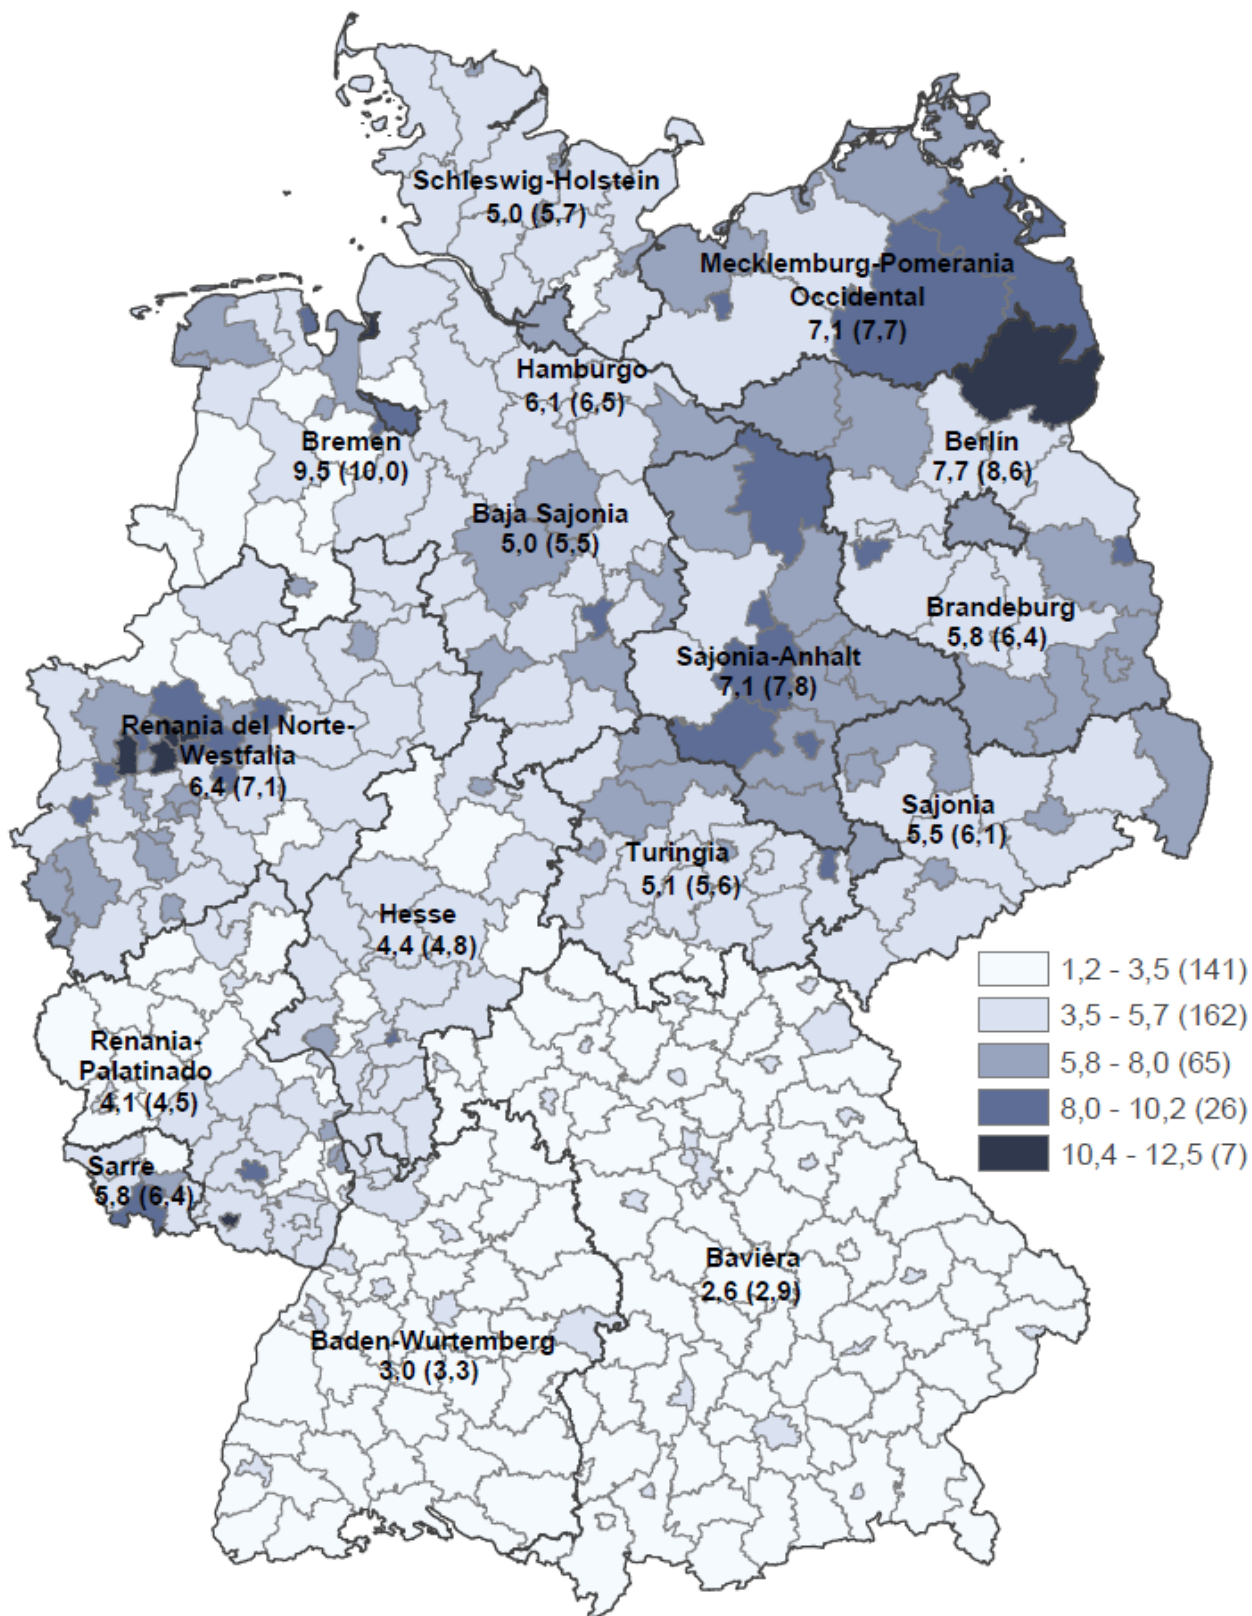 Schleswig-Holstein
5,0 (5,7)
Mecklemburg-Pomerania
Occidental
7,1 (7,7)
Hamburgo
6,1 (6,5)
Bremen
9,5 (10,0)
Berlín
7,7 (8,6)
Baja Sajonia
5,0 (5,5)
Brandeburg
5,8 (6,4)
Sajonia-Anhalt
7,1 (7,8)
Renania del Norte-
Westfalia
6,4 (7,1)
Sajonia
5,5 (6,1)
Turingia
5,1 (5,6)
Hesse
4,4 (4,8)
Renania-
Palatinado
4,1 (4,5)
Sarre
5,8 (6,4)
Baviera
2,6 (2,9)
Baden-Wurtemberg
3,0 (3,3)
1,2 - 3,5 (141)
3,5 - 5,7 (162)
5,8 - 8,0 (65)
8,0 - 10,2 (26)
10,4 - 12,5 (7)